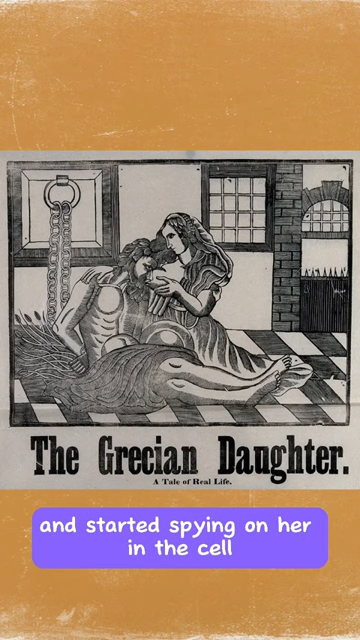 The Grecian Daughter.
A Tale of Real Life.
and started spying on her
in the cell